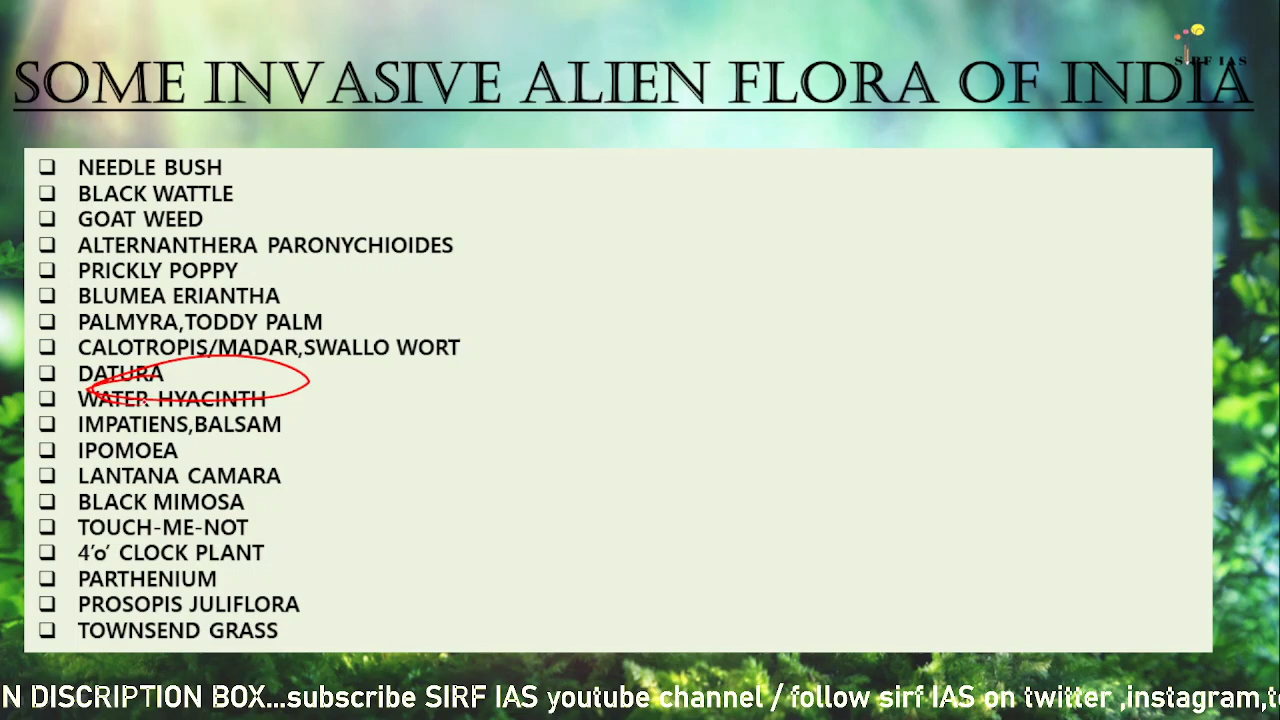 SIRF IAS
SOME INVASIVE ALIEN FLORA OF INDIA
NEEDLE BUSH
BLACK WATTLE
GOAT WEED
ALTERNANTHERA PARONYCHIOIDES
PRICKLY POPPY
BLUMEA ERIANTHA
PALMYRA,TODDY PALM
CALOTROPIS/MADAR,SWALLO WORT
DATURA
WATER HYACINTH
IMPATIENS,BALSAM
IPOMOEA
LANTANA CAMARA
BLACK MIMOSA
TOUCH-ME-NOT
4'o' CLOCK PLANT
PARTHENIUM
PROSOPIS JULIFLORA
TOWNSEND GRASS
N DISCRIPTION BOX...subscribe SIRF IAS youtube channel / follow sirf IAS on twitter ,instagram,t